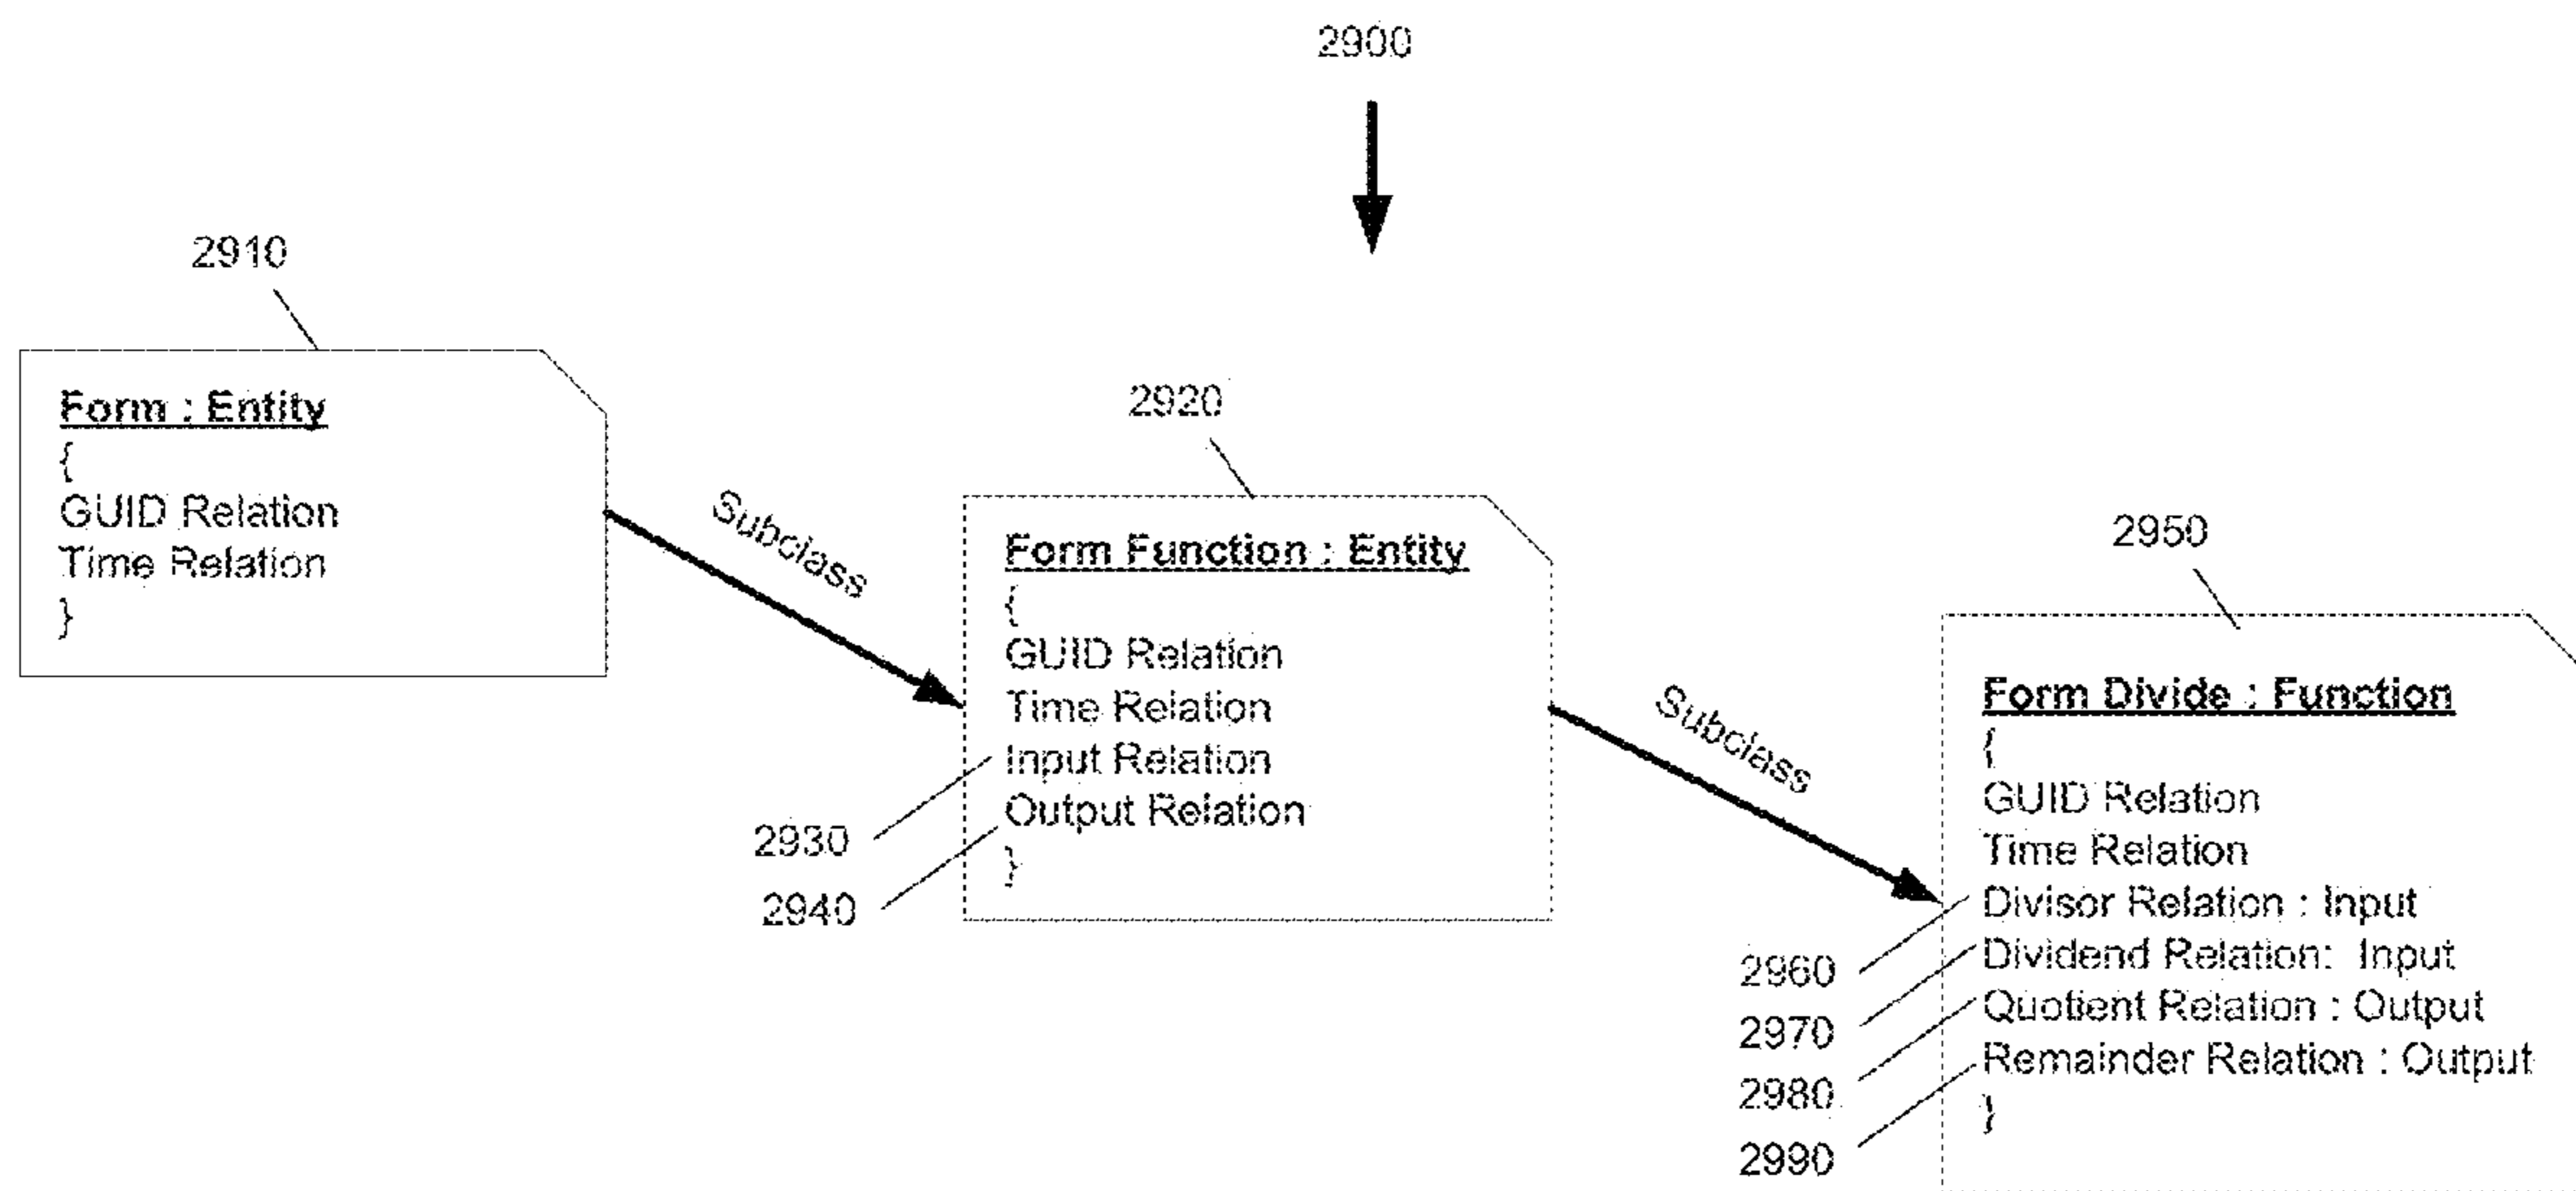 2900
2910
Form : Entity
{
GUID Relation
Time Relation
}
Subclass
2920
Form Function : Entity
{
GUID Relation
Time Relation
Input Relation
Output Relation
}
2930
2940
Subclass
2950
Form Divide : Function
{
GUID Relation
Time Relation
Divisor Relation : Input
Dividend Relation: Input
Quotient Relation : Output
Remainder Relation : Output
}
2960
2970
2980
2990